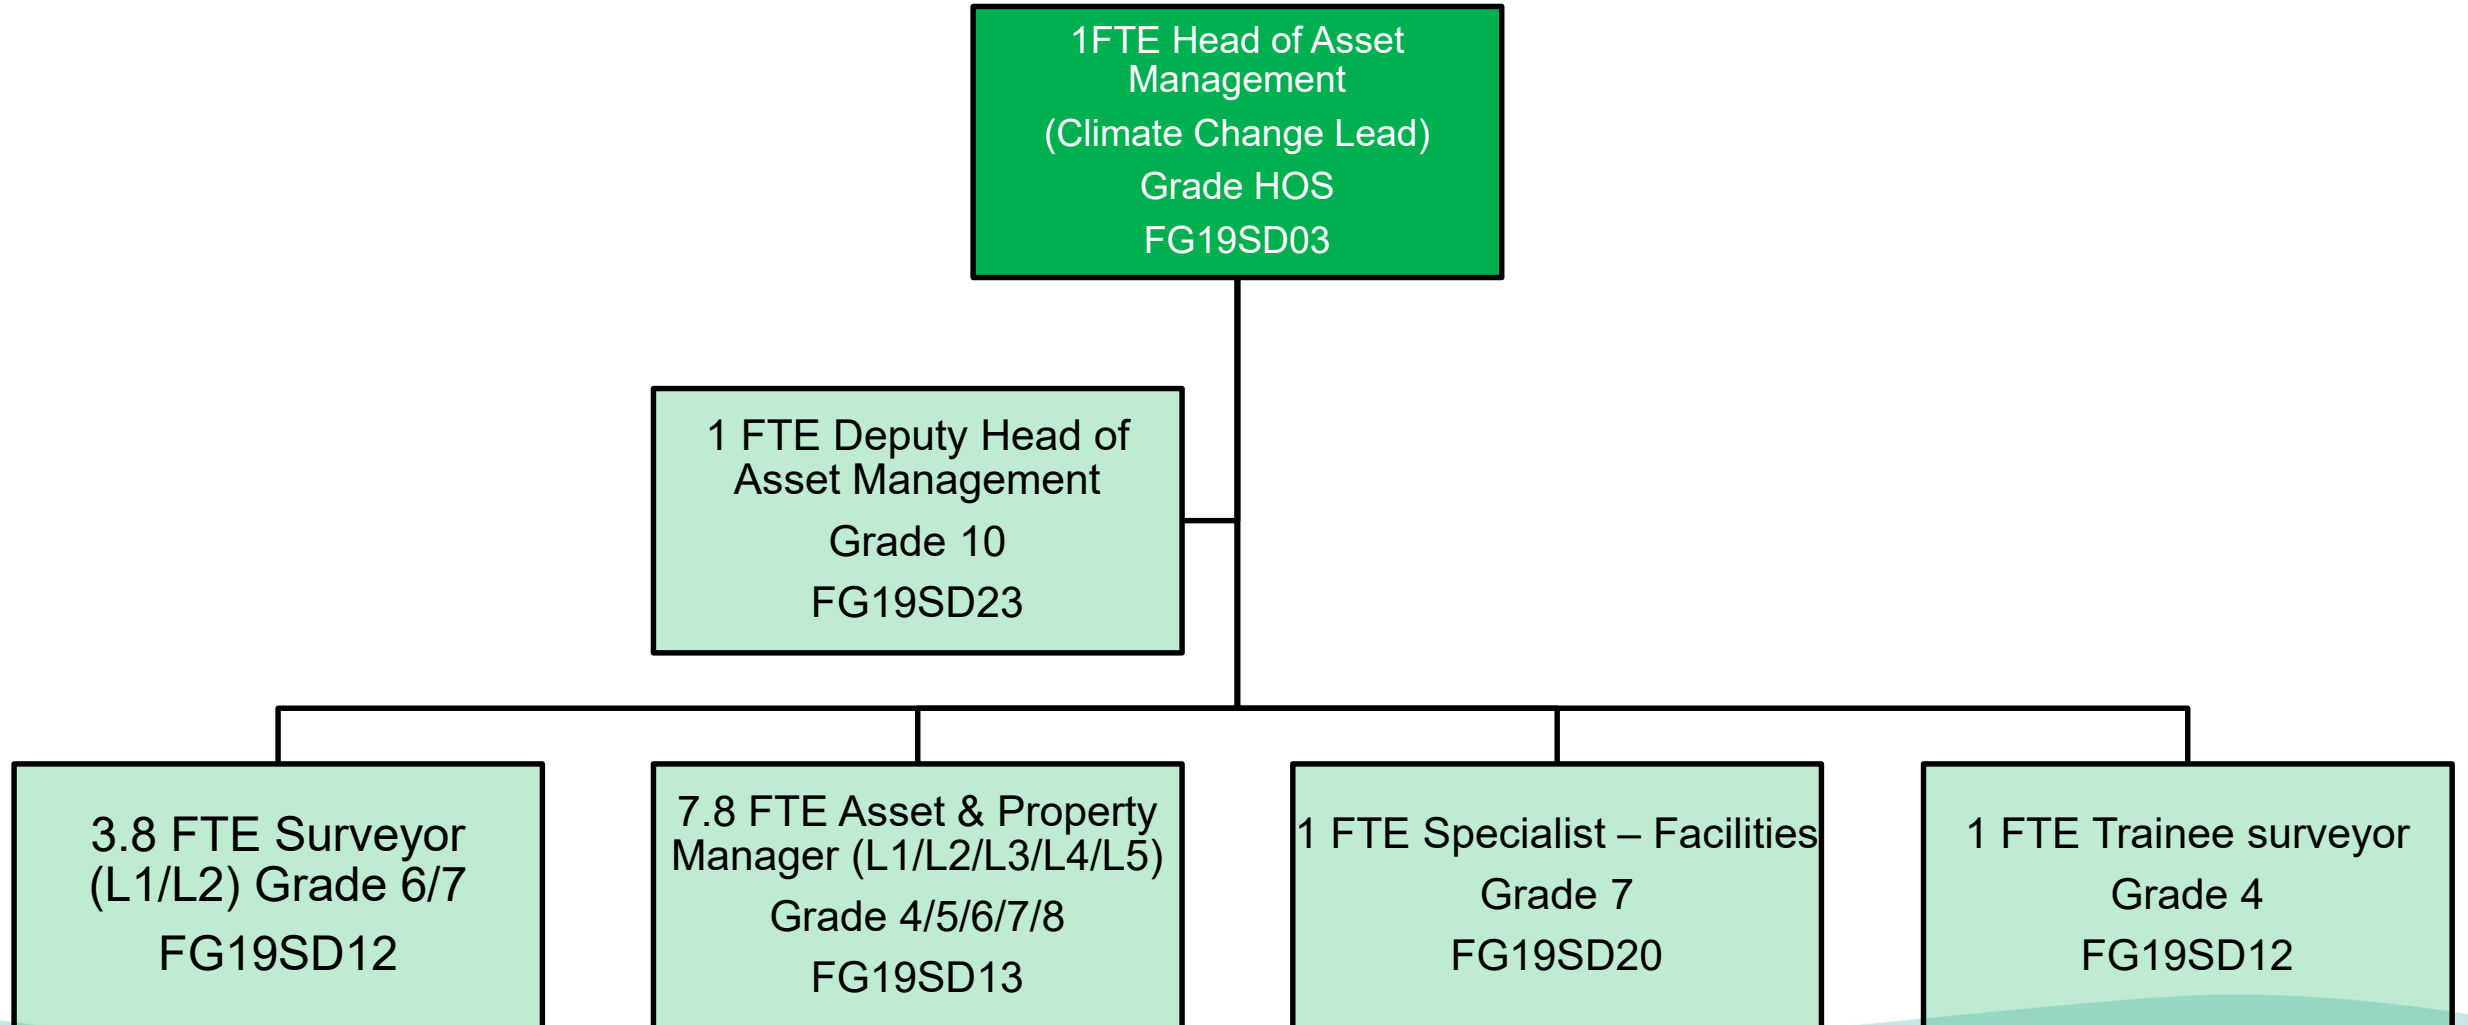 1FTE Head of Asset
Management
(Climate Change Lead)
Grade HOS
FG19SD03
1 FTE Deputy Head of
Asset Management
Grade 10
FG19SD23
3.8 FTE Surveyor
(L1/L2) Grade 6/7
FG19SD12
7.8 FTE Asset & Property
Manager (L1/L2/L3/L4/L5)
Grade 4/5/6/7/8
FG19SD13
1 FTE Specialist – Facilities
Grade 7
FG19SD20
1 FTE Trainee surveyor
Grade 4
FG19SD12